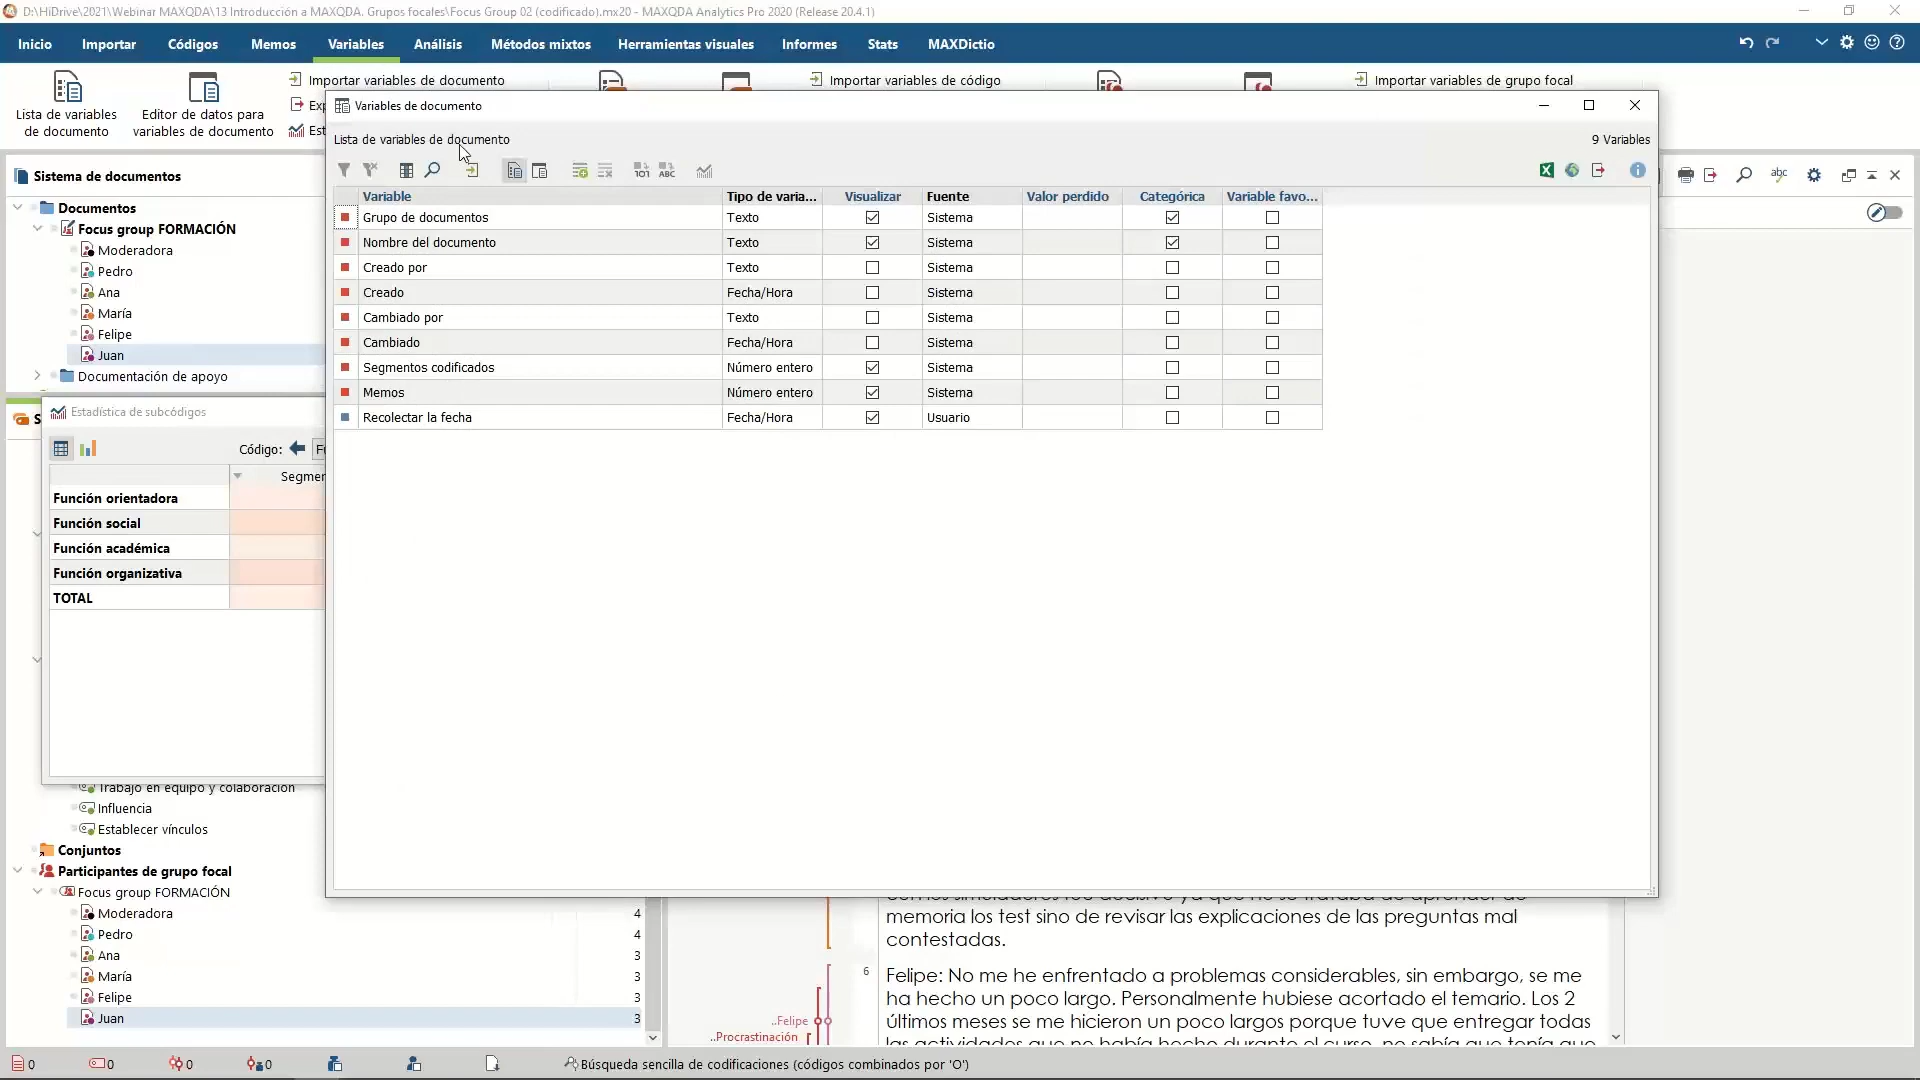 D:\HiDrive\2021\Webinar MAXQDA\13 Introducción a MAXQDA. Grupos focales\Focus Group 02 (codificado).mx20 - MAXQDA Analytics Pro 2020 (Release 20.4.1)
Inicio Importar Códigos Memos Variables Análisis Métodos mixtos Herramientas visuales Informes Stats MAXDictio
Lista de variables de documento
Editor de datos para variables de documento
Importar variables de documento
Importar variables de código
Importar variables de grupo focal
Variables de documento
Lista de variables de documento
9 Variables
Variable Tipo de varia... Visualizar Fuente Valor perdido Categórica Variable favo...
Grupo de documentos Texto Sistema
Nombre del documento Texto Sistema
Creado por Texto Sistema
Creado Fecha/Hora Sistema
Cambiado por Texto Sistema
Cambiado Fecha/Hora Sistema
Segmentos codificados Número entero Sistema
Memos Número entero Sistema
Recolectar la fecha Fecha/Hora Usuario
Sistema de documentos
Documentos
Focus group FORMACIÓN
Moderadora
Pedro
Ana
María
Felipe
Juan
Documentación de apoyo
Estadística de subcódigos
Código:
Segmer
Función orientadora
Función social
Función académica
Función organizativa
TOTAL
Trabajo en equipo y colaboración
Influencia
Establecer vínculos
Conjuntos
Participantes de grupo focal
Focus group FORMACIÓN
Moderadora 4
Pedro 4
Ana 3
María 3
Felipe 3
Juan 3
memoria los test sino de revisar las explicaciones de las preguntas mal
contestadas.
6 Felipe: No me he enfrentado a problemas considerables, sin embargo, se me
ha hecho un poco largo. Personalmente hubiese acortado el temario. Los 2
últimos meses se me hicieron un poco largos porque tuve que entregar todas
..Felipe
..Procrastinación
0 0 0 0
Búsqueda sencilla de codificaciones (códigos combinados por 'O')